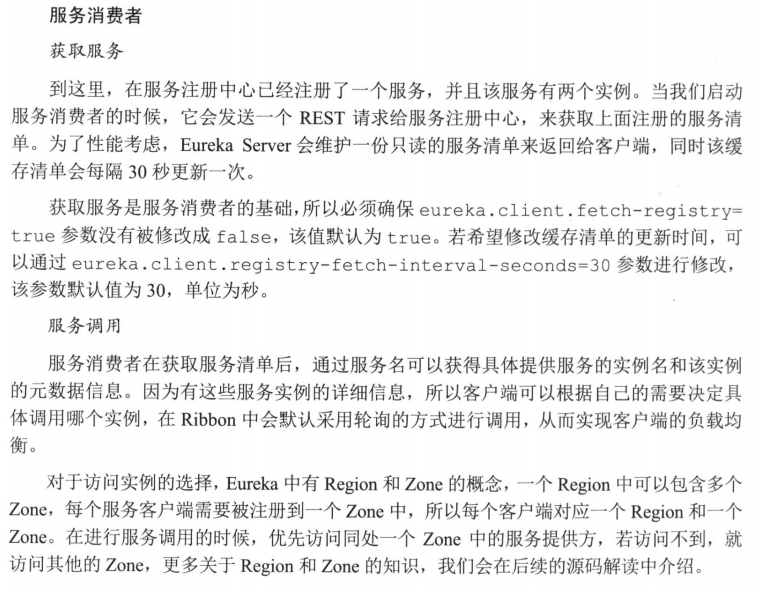 服务消费者
获取服务
到这里，在服务注册中心已经注册了一个服务，并且该服务有两个实例。当我们启动
服务消费者的时候，它会发送一个 REST 请求给服务注册中心，来获取上面注册的服务清
单。为了性能考虑，Eureka Server 会维护一份只读的服务清单来返回给客户端，同时该缓
存清单会每隔 30 秒更新一次。
获取服务是服务消费者的基础，所以必须确保 eureka.client.fetch-registry=
true 参数没有被修改成 false，该值默认为 true。若希望修改缓存清单的更新时间，可
以通过 eureka.client.registry-fetch-interval-seconds=30 参数进行修改，
该参数默认值为 30，单位为秒。
服务调用
服务消费者在获取服务清单后，通过服务名可以获得具体提供服务的实例名和该实例
的元数据信息。因为有这些服务实例的详细信息，所以客户端可以根据自己的需要决定具
体调用哪个实例，在 Ribbon 中会默认采用轮询的方式进行调用，从而实现客户端的负载均
衡。
对于访问实例的选择，Eureka 中有 Region 和 Zone 的概念，一个 Region 中可以包含多个
Zone，每个服务客户端需要被注册到一个 Zone 中，所以每个客户端对应一个 Region 和一个
Zone。在进行服务调用的时候，优先访问同处一个 Zone 中的服务提供方，若访问不到，就
访问其他的 Zone，更多关于 Region 和 Zone 的知识，我们会在后续的源码解读中介绍。